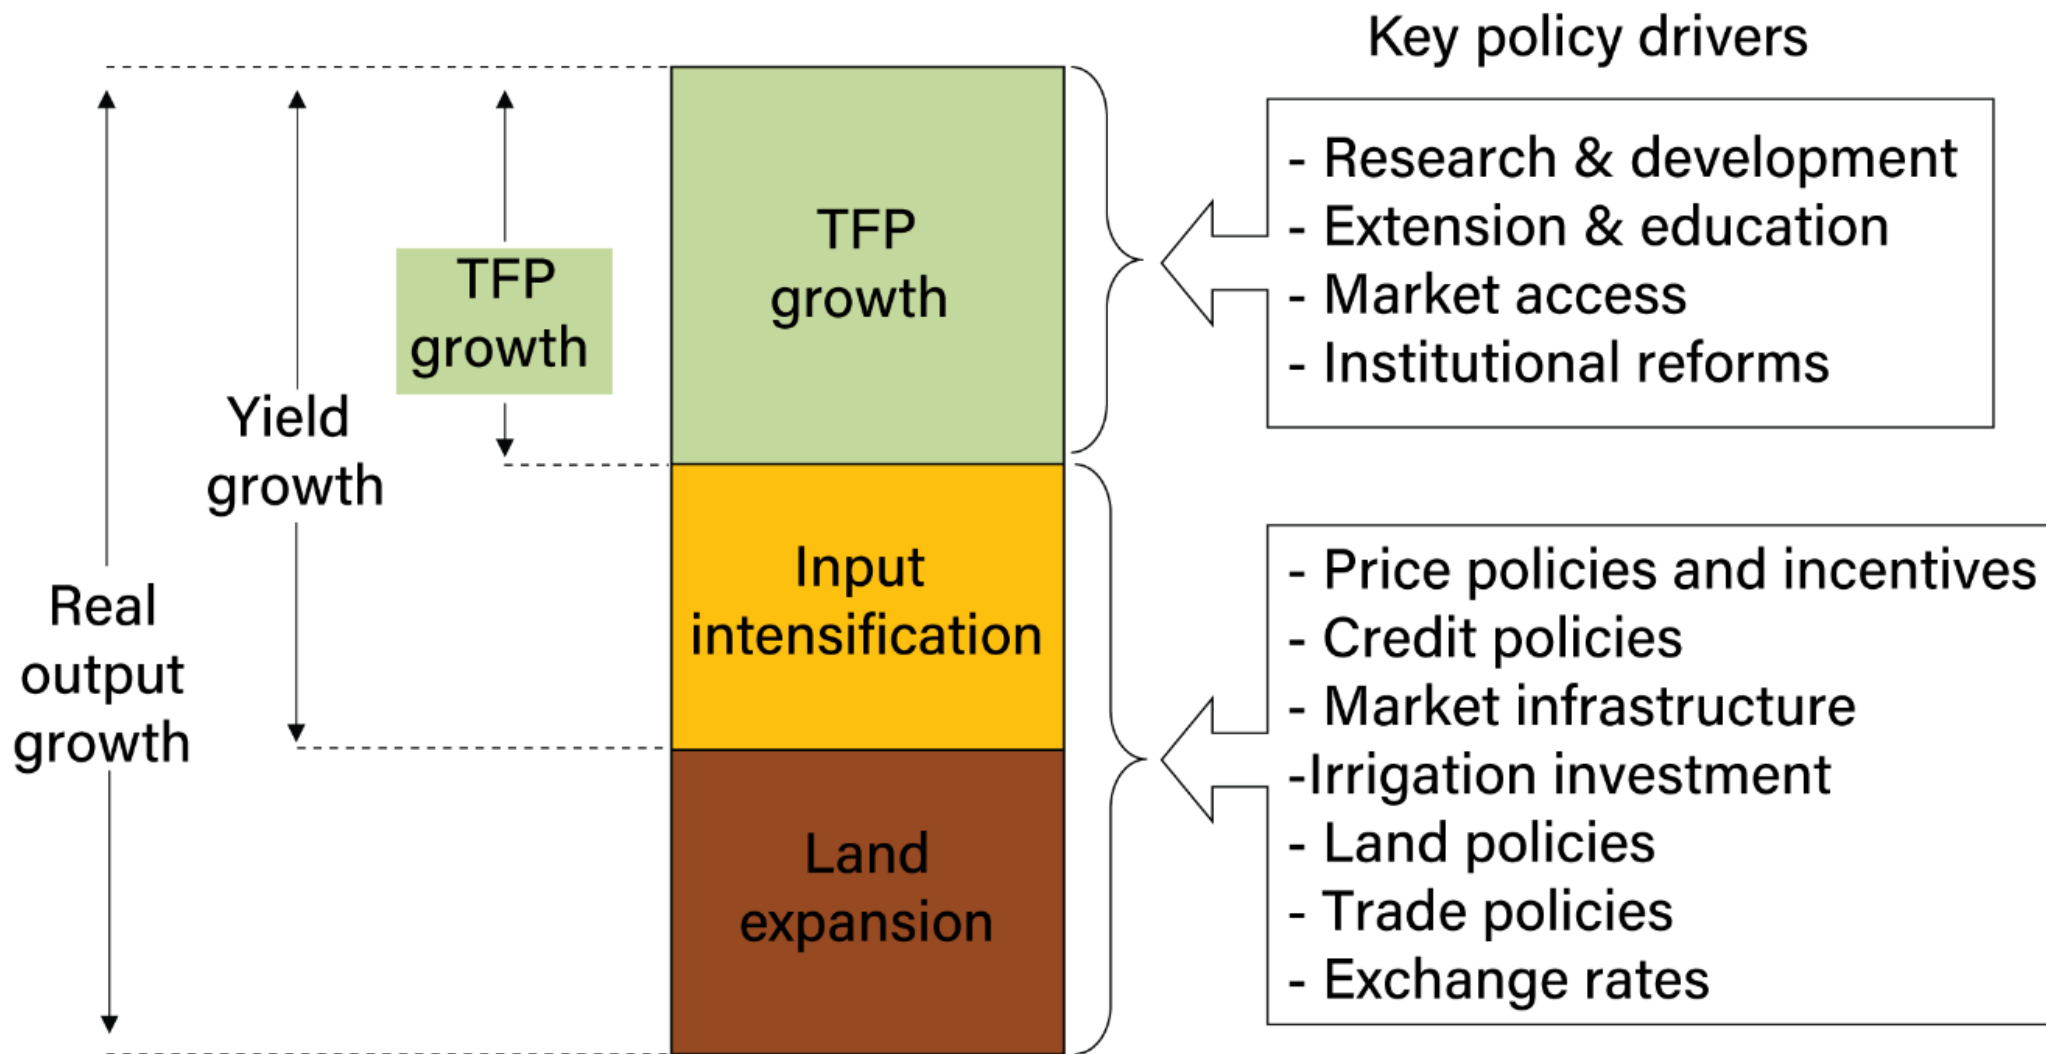 Key policy drivers
TFP
growth
Yield
growth
Real
output
growth
TFP
growth
Input
intensification
Land
expansion
- Research & development
- Extension & education
- Market access
- Institutional reforms
- Price policies and incentives
- Credit policies
- Market infrastructure
-Irrigation investment
- Land policies
- Trade policies
- Exchange rates